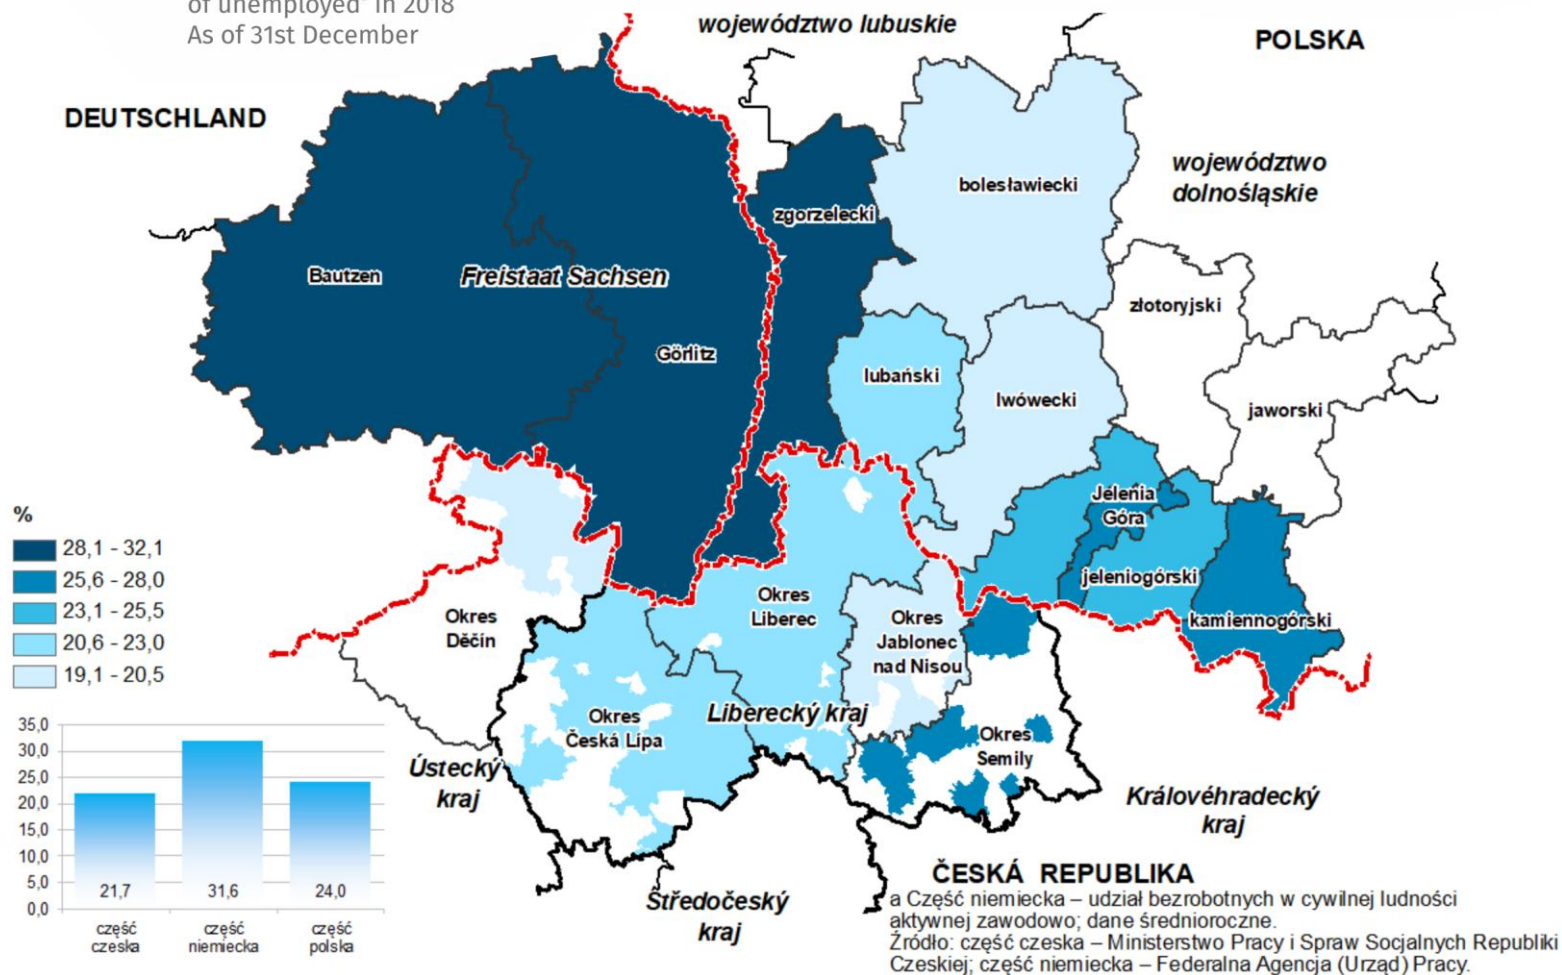 of unemployed" in 2018
As of 31st December
województwo lubuskie
POLSKA
DEUTSCHLAND
województwo
dolnośląskie
bolesławiecki
zgorzelecki
Bautzen
Freistaat Sachsen
złotoryjski
Görlitz
lubański
lwówecki
jaworski
Jelenia
Góra
jeleniogórski
kamiennogórski
%
28,1 - 32,1
25,6 - 28,0
23,1 - 25,5
20,6 - 23,0
19,1 - 20,5
Okres
Děčín
Okres
Liberec
Okres
Jablonec
nad Nisou
Okres
Česká Lípa
Liberecký kraj
Okres
Semily
Ústecký
kraj
Královéhradecký
kraj
Středočeský
kraj
ČESKÁ REPUBLIKA
35,0
30,0
25,0
20,0
15,0
10,0
5,0
0,0
21,7
31,6
24,0
część
czeska
część
niemiecka
część
polska
a Część niemiecka – udział bezrobotnych w cywilnej ludności
aktywnej zawodowo; dane średnioroczne.
Źródło: część czeska – Ministerstwo Pracy i Spraw Socjalnych Republiki
Czeskiej; część niemiecka – Federalna Agencja (Urząd) Pracy.